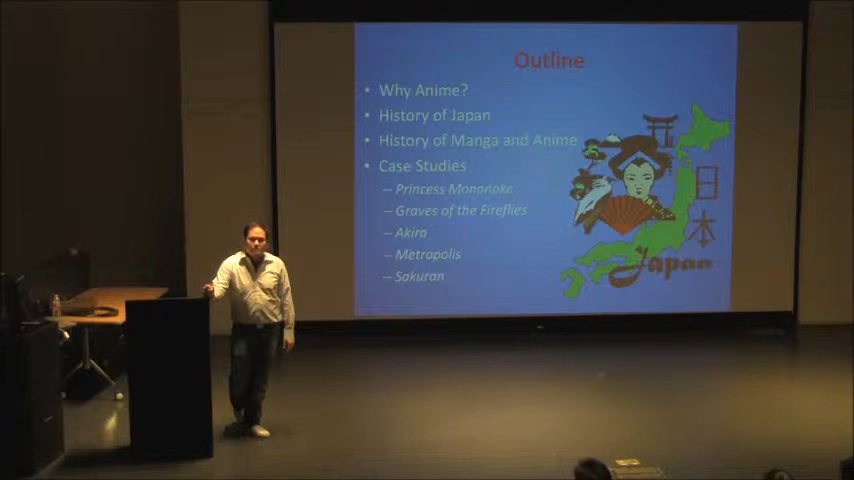 Outline
• Why Anime?
• History of Japan
• History of Manga and Anime
• Case Studies
– Princess Mononoke
– Graves of the Fireflies
– Akira
– Metropolis
– Sakuran
日
本
Japan